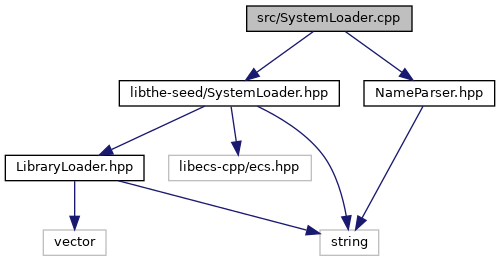 src/SystemLoader.cpp
libthe-seed/SystemLoader.hpp
NameParser.hpp
LibraryLoader.hpp
libecs-cpp/ecs.hpp
vector
string